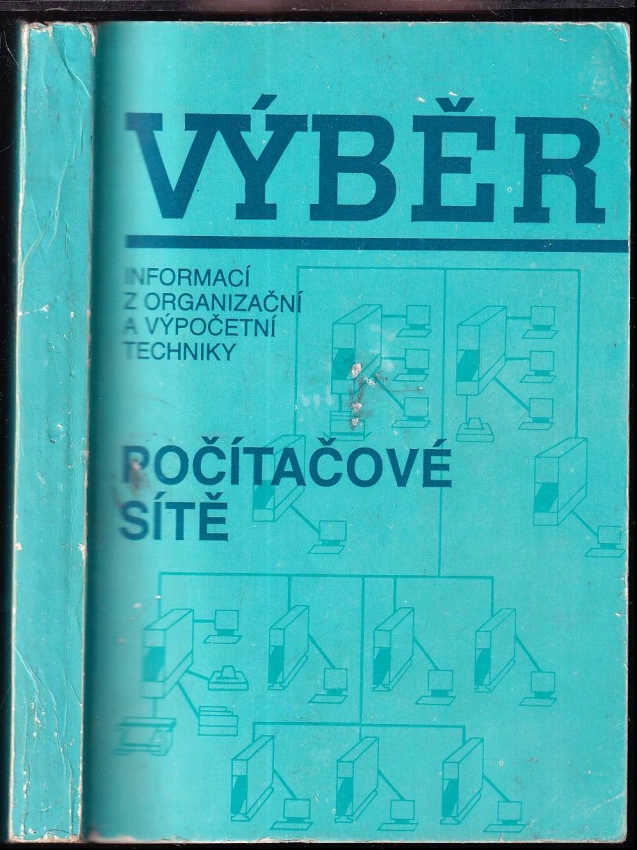 VÝBĚR
INFORMACÍ
Z ORGANIZAČNÍ
A VÝPOČETNÍ
TECHNIKY
POČÍTAČOVÉ
SÍTĚ